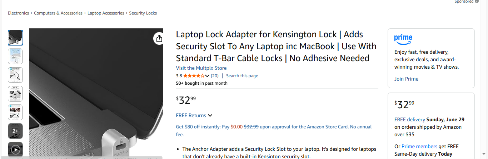 Sponsored
Electronics › Computers & Accessories › Laptop Accessories › Security Locks
Laptop Lock Adapter for Kensington Lock | Adds
Security Slot To Any Laptop inc MacBook | Use With
Standard T-Bar Cable Locks | No Adhesive Needed
Visit the Multpix Store
Search this page
50+ bought in past month
$32
FREE Returns
Get $80 off instantly: Pay $0.00 upon approval for the Amazon Store Card. No annual
fee.
• The Anchor Adapter adds a Security Lock Slot to your laptop. It's designed for laptops
that don't already have a built-in Kensington security slot.
prime
Enjoy fast, free delivery,
exclusive deals, and award
winning movies & TV shows.
Join Prime
$32
FREE delivery Sunday, June 29
on orders shipped by Amazon
over $35
Or Prime members get FREE
Same-Day delivery Today